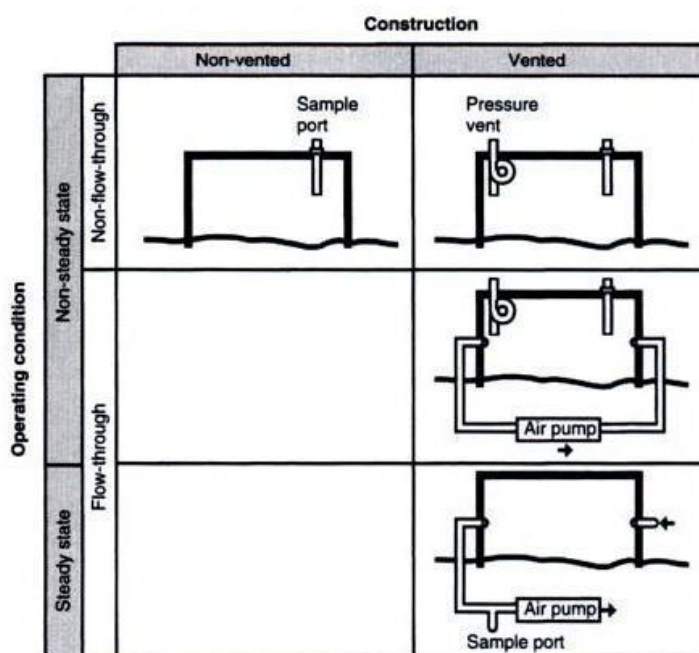 Construction
Non-vented
Vented
Operating condition
Non-steady state
Non-flow-through
Sample
port
Pressure
vent
Flow-through
Air pump
Steady state
Air pump
Sample port